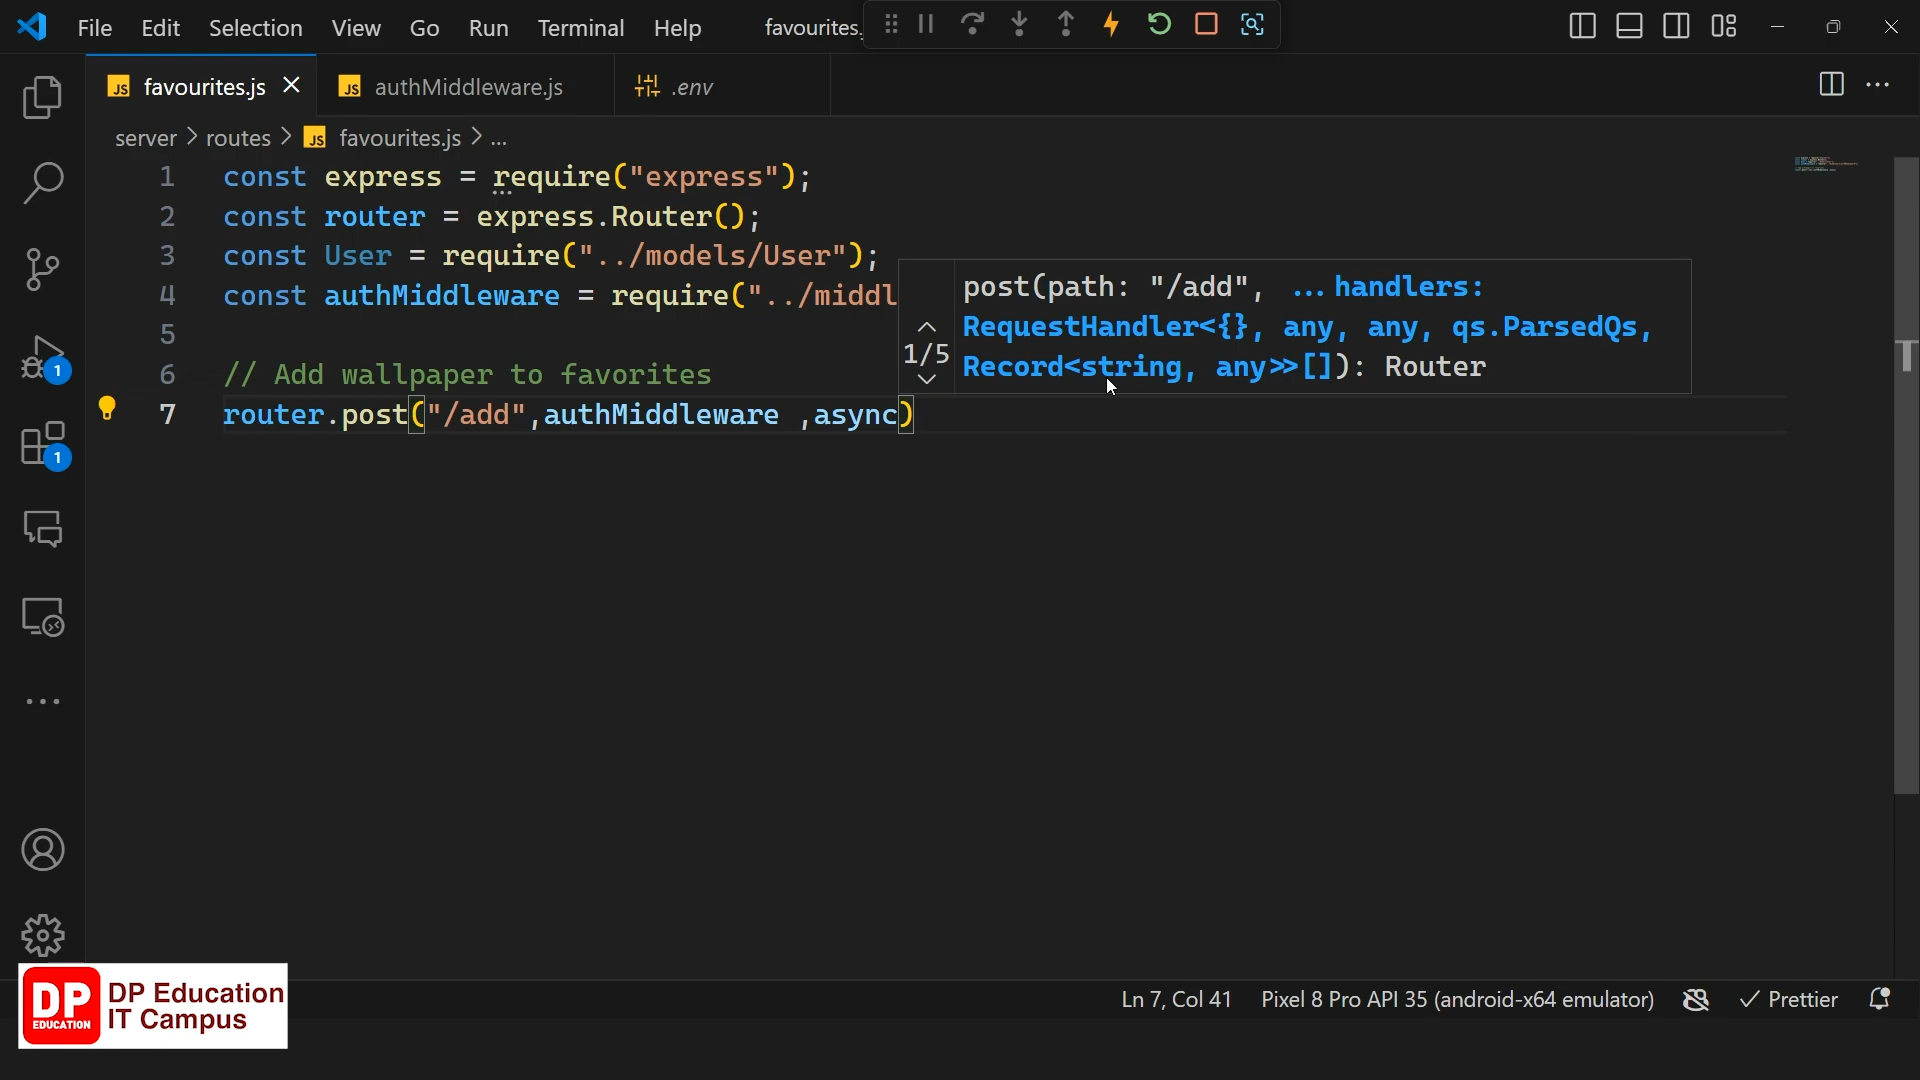 File Edit Selection View Go Run Terminal Help favourites.
favourites.js authMiddleware.js .env
server > routes > JS favourites.js > ...
1 const express = require("express");
2 const router = express.Router();
3 const User = require("../models/User");
4 const authMiddleware = require("../middl
5
6 // Add wallpaper to favorites
7 router.post("/add",authMiddleware ,async)
post(path: "/add", ...handlers:
RequestHandler<{}, any, any, qs.ParsedQs,
1/5
Record<string, any>>[]): Router
1
1
DP EDUCATION
DP Education
IT Campus
Ln 7, Col 41 Pixel 8 Pro API 35 (android-x64 emulator) Prettier